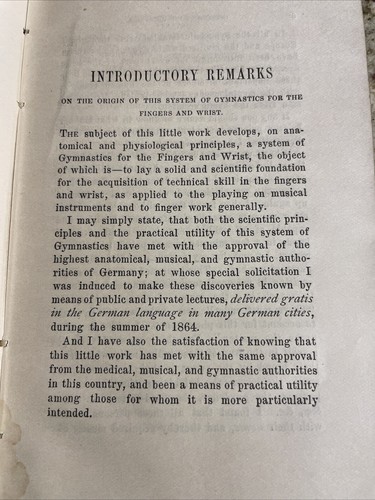 INTRODUCTORY REMARKS
ON THE ORIGIN OF THIS SYSTEM OF GYMNASTICS FOR THE
FINGERS AND WRIST.
THE subject of this little work develops, on ana-
tomical and physiological principles, a system of
Gymnastics for the Fingers and Wrist, the object
of which is—to lay a solid and scientific foundation
for the acquisition of technical skill in the fingers
and wrist, as applied to the playing on musical
instruments and to finger work generally.
I may simply state, that both the scientific prin-
ciples and the practical utility of this system of
Gymnastics have met with the approval of the
highest anatomical, musical, and gymnastic autho-
rities of Germany; at whose special solicitation I
was induced to make these discoveries known by
means of public and private lectures, delivered gratis
in the German language in many German cities,
during the summer of 1864.
And I have also the satisfaction of knowing that
this little work has met with the same approval
from the medical, musical, and gymnastic authorities
in this country, and been a means of practical utility
among those for whom it is more particularly
intended.